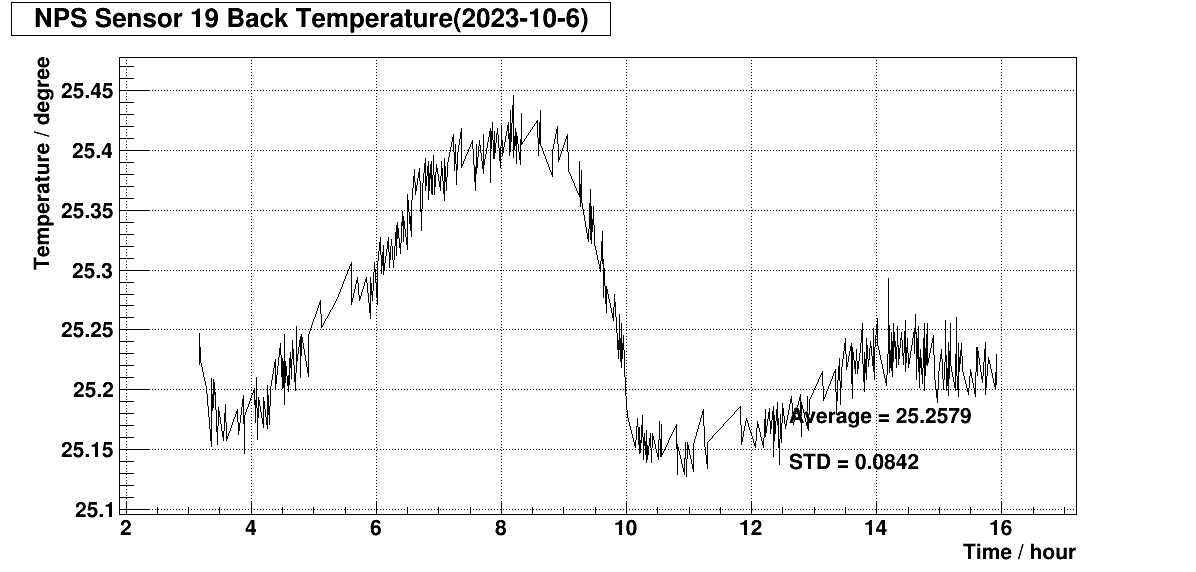 NPS Sensor 19 Back Temperature(2023-10-6)
Temperature / degree
25.45
25.4
25.35
25.3
25.25
25.2
25.15
25.1
Average = 25.2579
STD = 0.0842
2 4 6 8 10 12 14 16
Time / hour